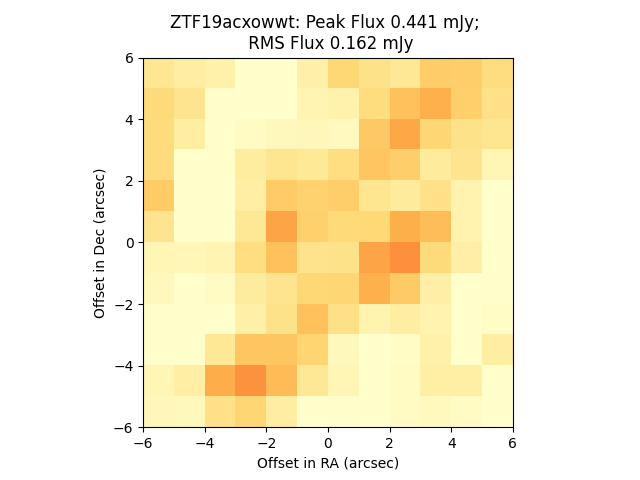 ZTF19acxowwt: Peak Flux 0.441 mJy;
RMS Flux 0.162 mJy
6
4
2
0
−2
−4
−6
Offset in Dec (arcsec)
−6 −4 −2 0 2 4 6
Offset in RA (arcsec)